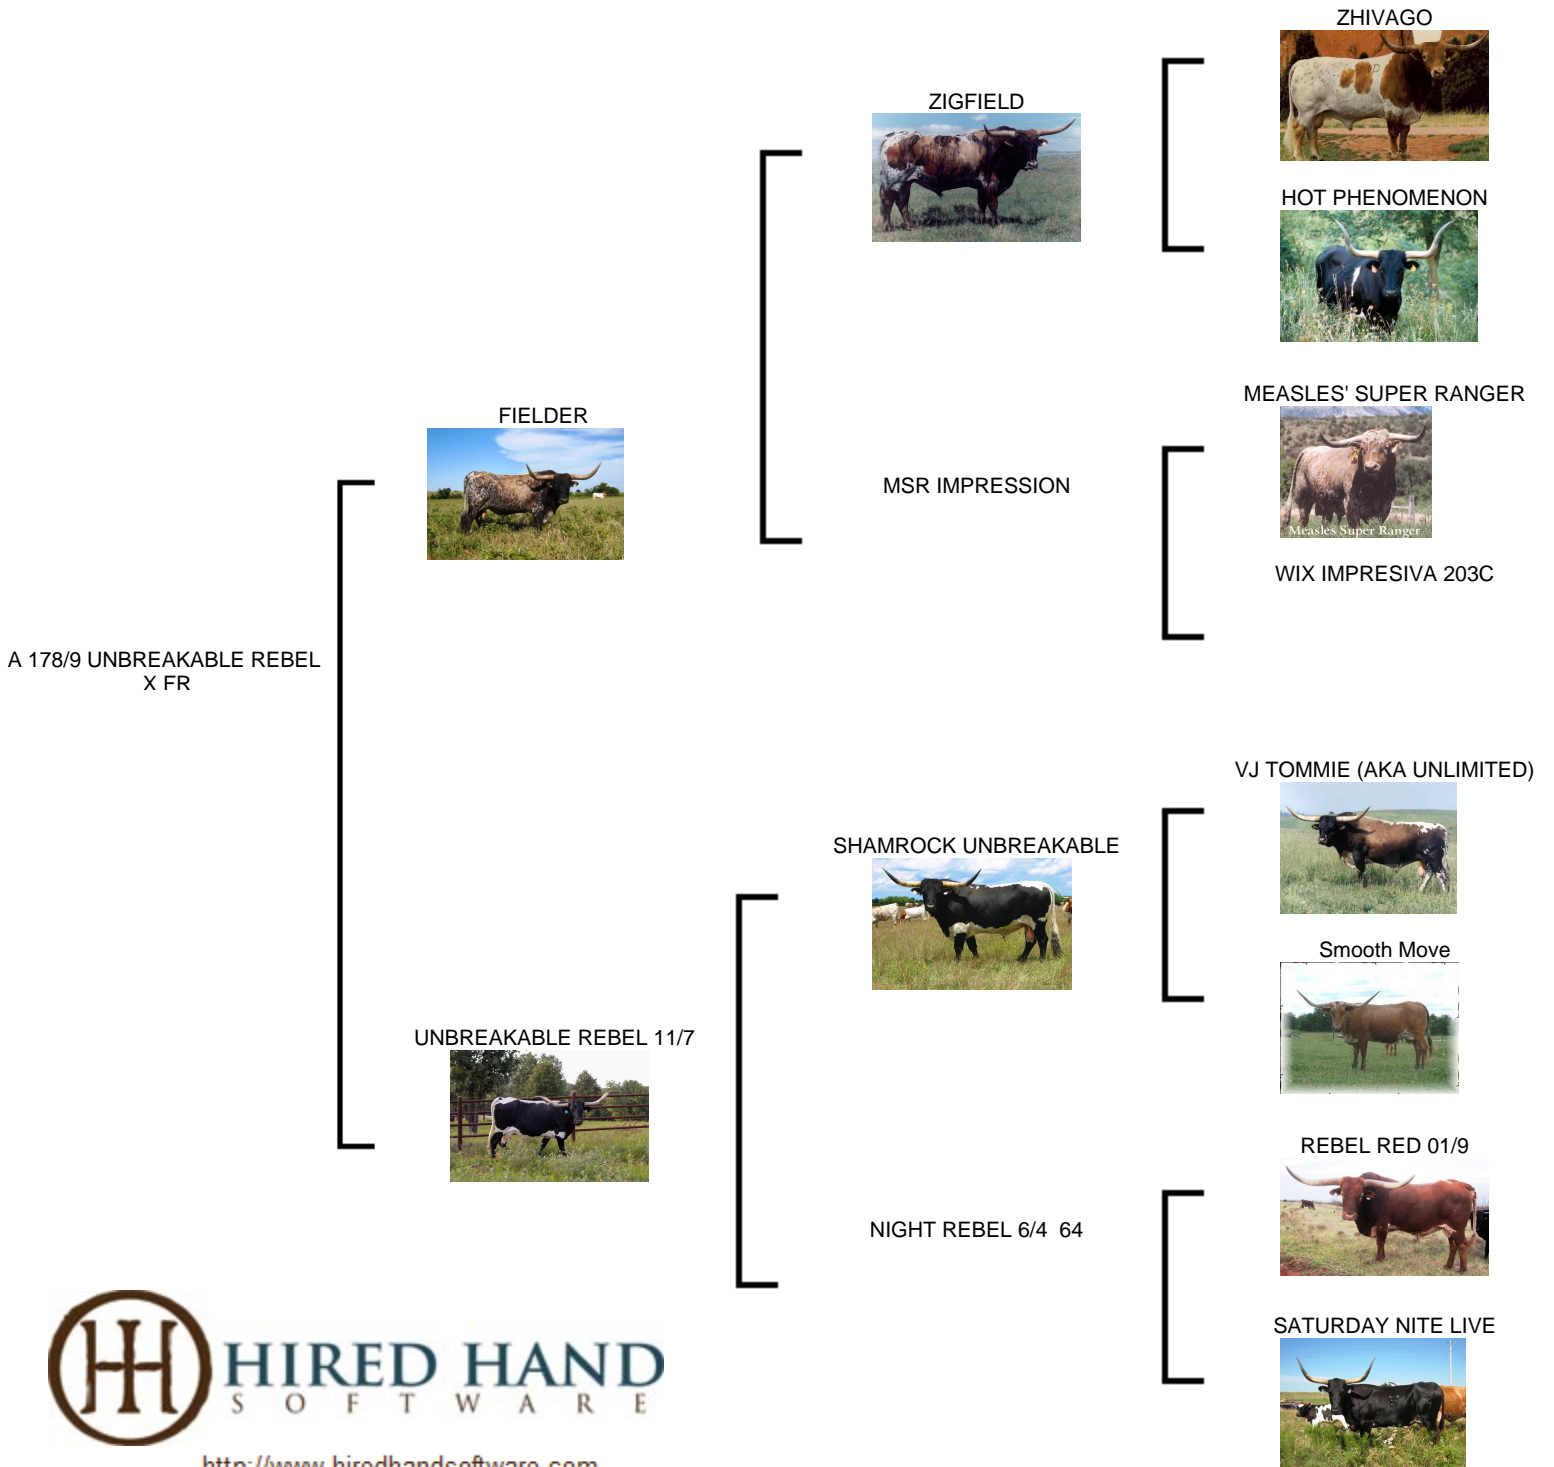 ZHIVAGO
ZIGFIELD
HOT PHENOMENON
MEASLES' SUPER RANGER
FIELDER
MSR IMPRESSION
Measles Super Ranger
WIX IMPRESIVA 203C
A 178/9 UNBREAKABLE REBEL
X FR
VJ TOMMIE (AKA UNLIMITED)
SHAMROCK UNBREAKABLE
Smooth Move
UNBREAKABLE REBEL 11/7
REBEL RED 01/9
NIGHT REBEL 6/4 64
SATURDAY NITE LIVE
HIRED HAND
SOFTWARE
http://www.hiredhandsoftware.com